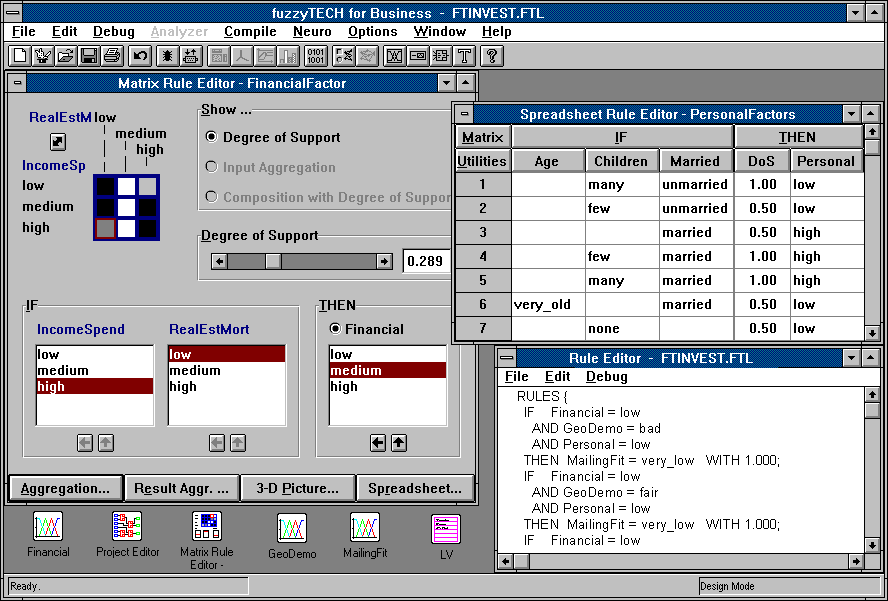 fuzzyTECH for Business - FTINVEST.FTL
File Edit Debug Analyzer Compile Neuro Options Window Help
0101
1001
T ?
Matrix Rule Editor - FinancialFactor
RealEstM low
medium
high
IncomeSp
low
medium
high
Show ...
Degree of Support
Input Aggregation
Composition with Degree of Suppor
Degree of Support
0.289
IF
IncomeSpend RealEstMort
low low
medium medium
high high
THEN
Financial
low
medium
high
Aggregation... Result Aggr. ... 3-D Picture... Spreadsheet...
Spreadsheet Rule Editor - PersonalFactors
Matrix IF THEN
Utilities Age Children Married DoS Personal
1 many unmarried 1.00 low
2 few unmarried 0.50 low
3 married 0.50 high
4 few married 1.00 high
5 many married 1.00 high
6 very_old married 0.50 low
7 none 0.50 low
Rule Editor - FTINVEST.FTL
File Edit Debug
RULES {
IF Financial = low
AND GeoDemo = bad
AND Personal = low
THEN MailingFit = very_low WITH 1.000;
IF Financial = low
AND GeoDemo = fair
AND Personal = low
THEN MailingFit = very_low WITH 1.000;
IF Financial = low
Financial
Project Editor
Matrix Rule
Editor -
GeoDemo
MailingFit
LV
Ready.
Design Mode